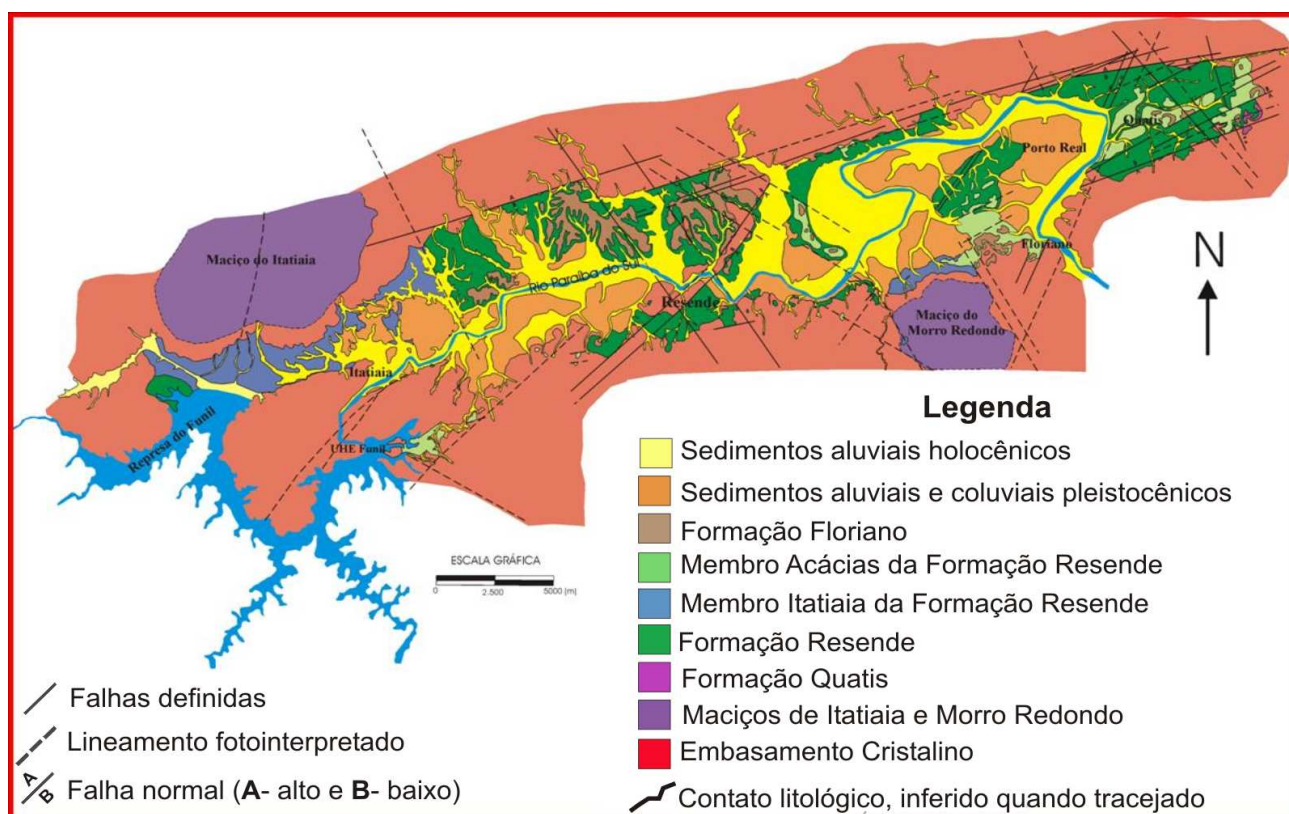 Quatis
Porto Real
Floriano
Maciço do Itatiaia
Rio Paraíba do Sul
Resende
Maciço do
Morro Redondo
N
Itatiaia
Represa do Funil
UHE Funil
ESCALA GRÁFICA
0 2.500 5000 (m)
Legenda
Sedimentos aluviais holocênicos
Sedimentos aluviais e coluviais pleistocênicos
Formação Floriano
Membro Acácias da Formação Resende
Membro Itatiaia da Formação Resende
Formação Resende
Formação Quatis
Maciços de Itatiaia e Morro Redondo
Embasamento Cristalino
Contato litológico, inferido quando tracejado
Falhas definidas
Lineamento fotointerpretado
A
B
Falha normal (A- alto e B- baixo)